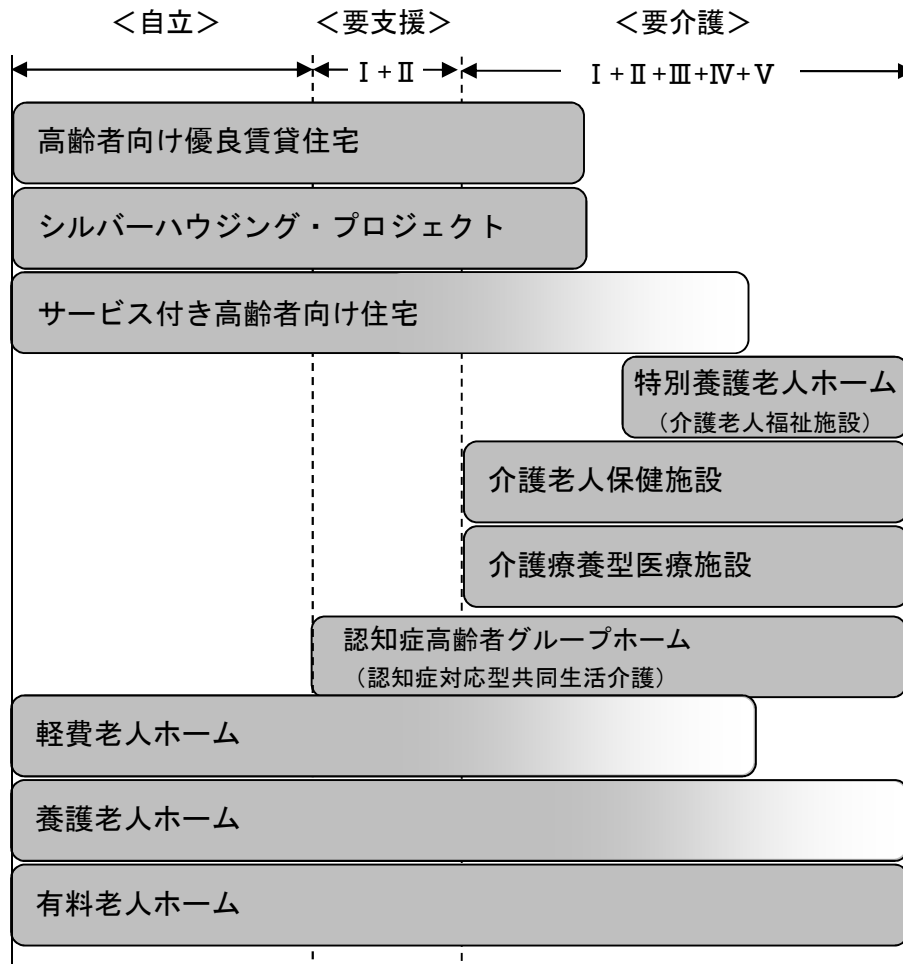 ＜自立＞ ＜要支援＞ ＜要介護＞
Ⅰ+Ⅱ Ⅰ+Ⅱ+Ⅲ+Ⅳ+Ⅴ
高齢者向け優良賃貸住宅
シルバーハウジング・プロジェクト
サービス付き高齢者向け住宅
特別養護老人ホーム
（介護老人福祉施設）
介護老人保健施設
介護療養型医療施設
認知症高齢者グループホーム
（認知症対応型共同生活介護）
軽費老人ホーム
養護老人ホーム
有料老人ホーム